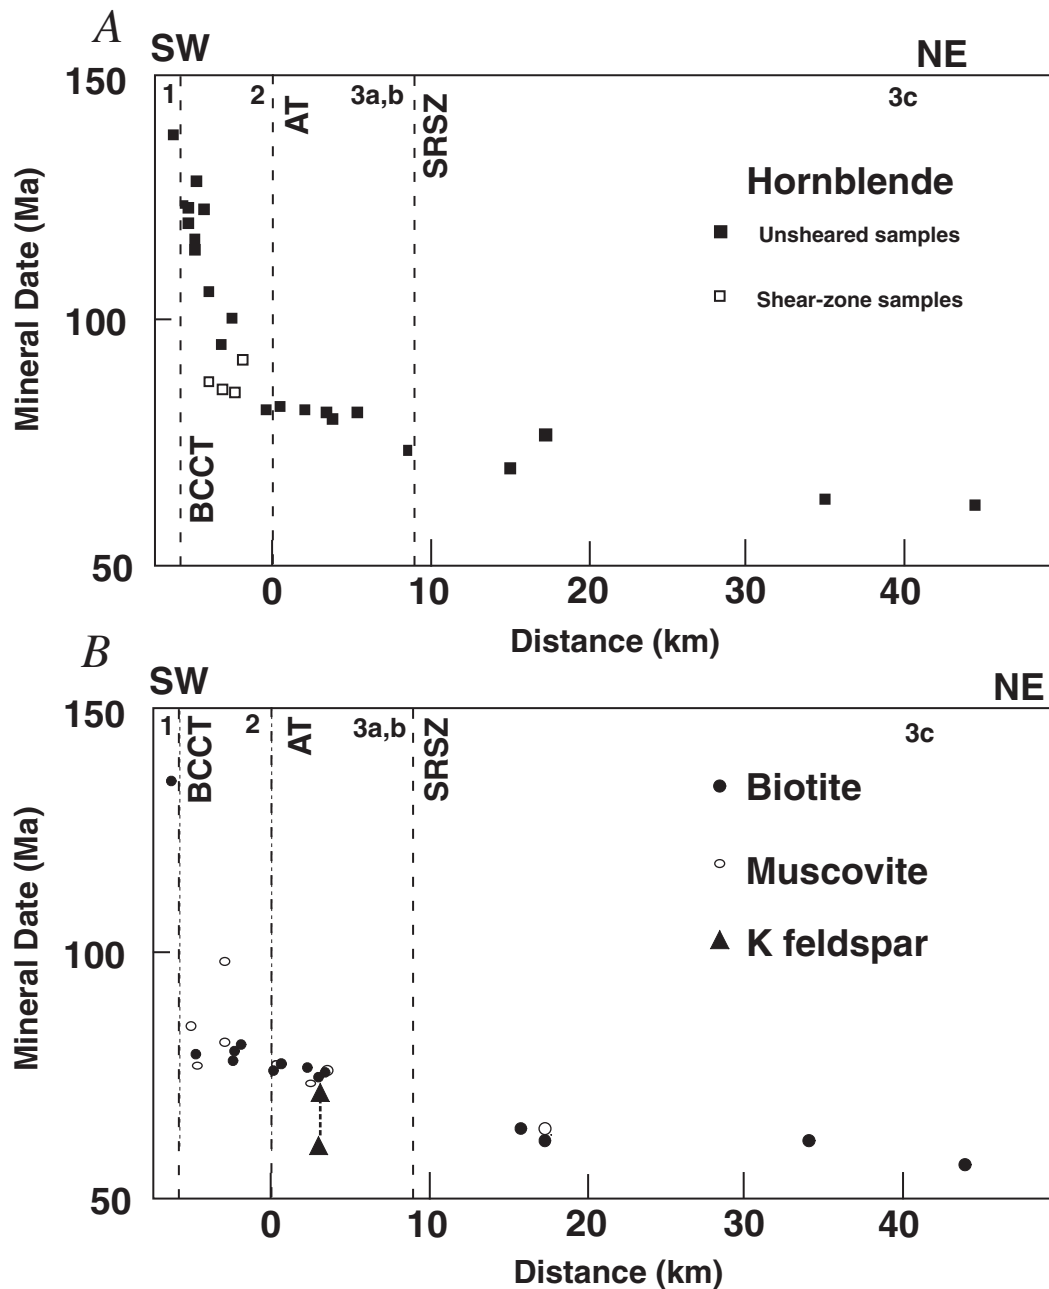 A
SW
NE
150
1
2
AT
3a,b
SRSZ
3c
Hornblende
Unsheared samples
Shear-zone samples
Mineral Date (Ma)
100
BCCT
50
0
10
20
30
40
Distance (km)
B
SW
NE
150
1
BCCT
2
AT
3a,b
SRSZ
3c
Biotite
Muscovite
K feldspar
Mineral Date (Ma)
100
50
0
10
20
30
40
Distance (km)